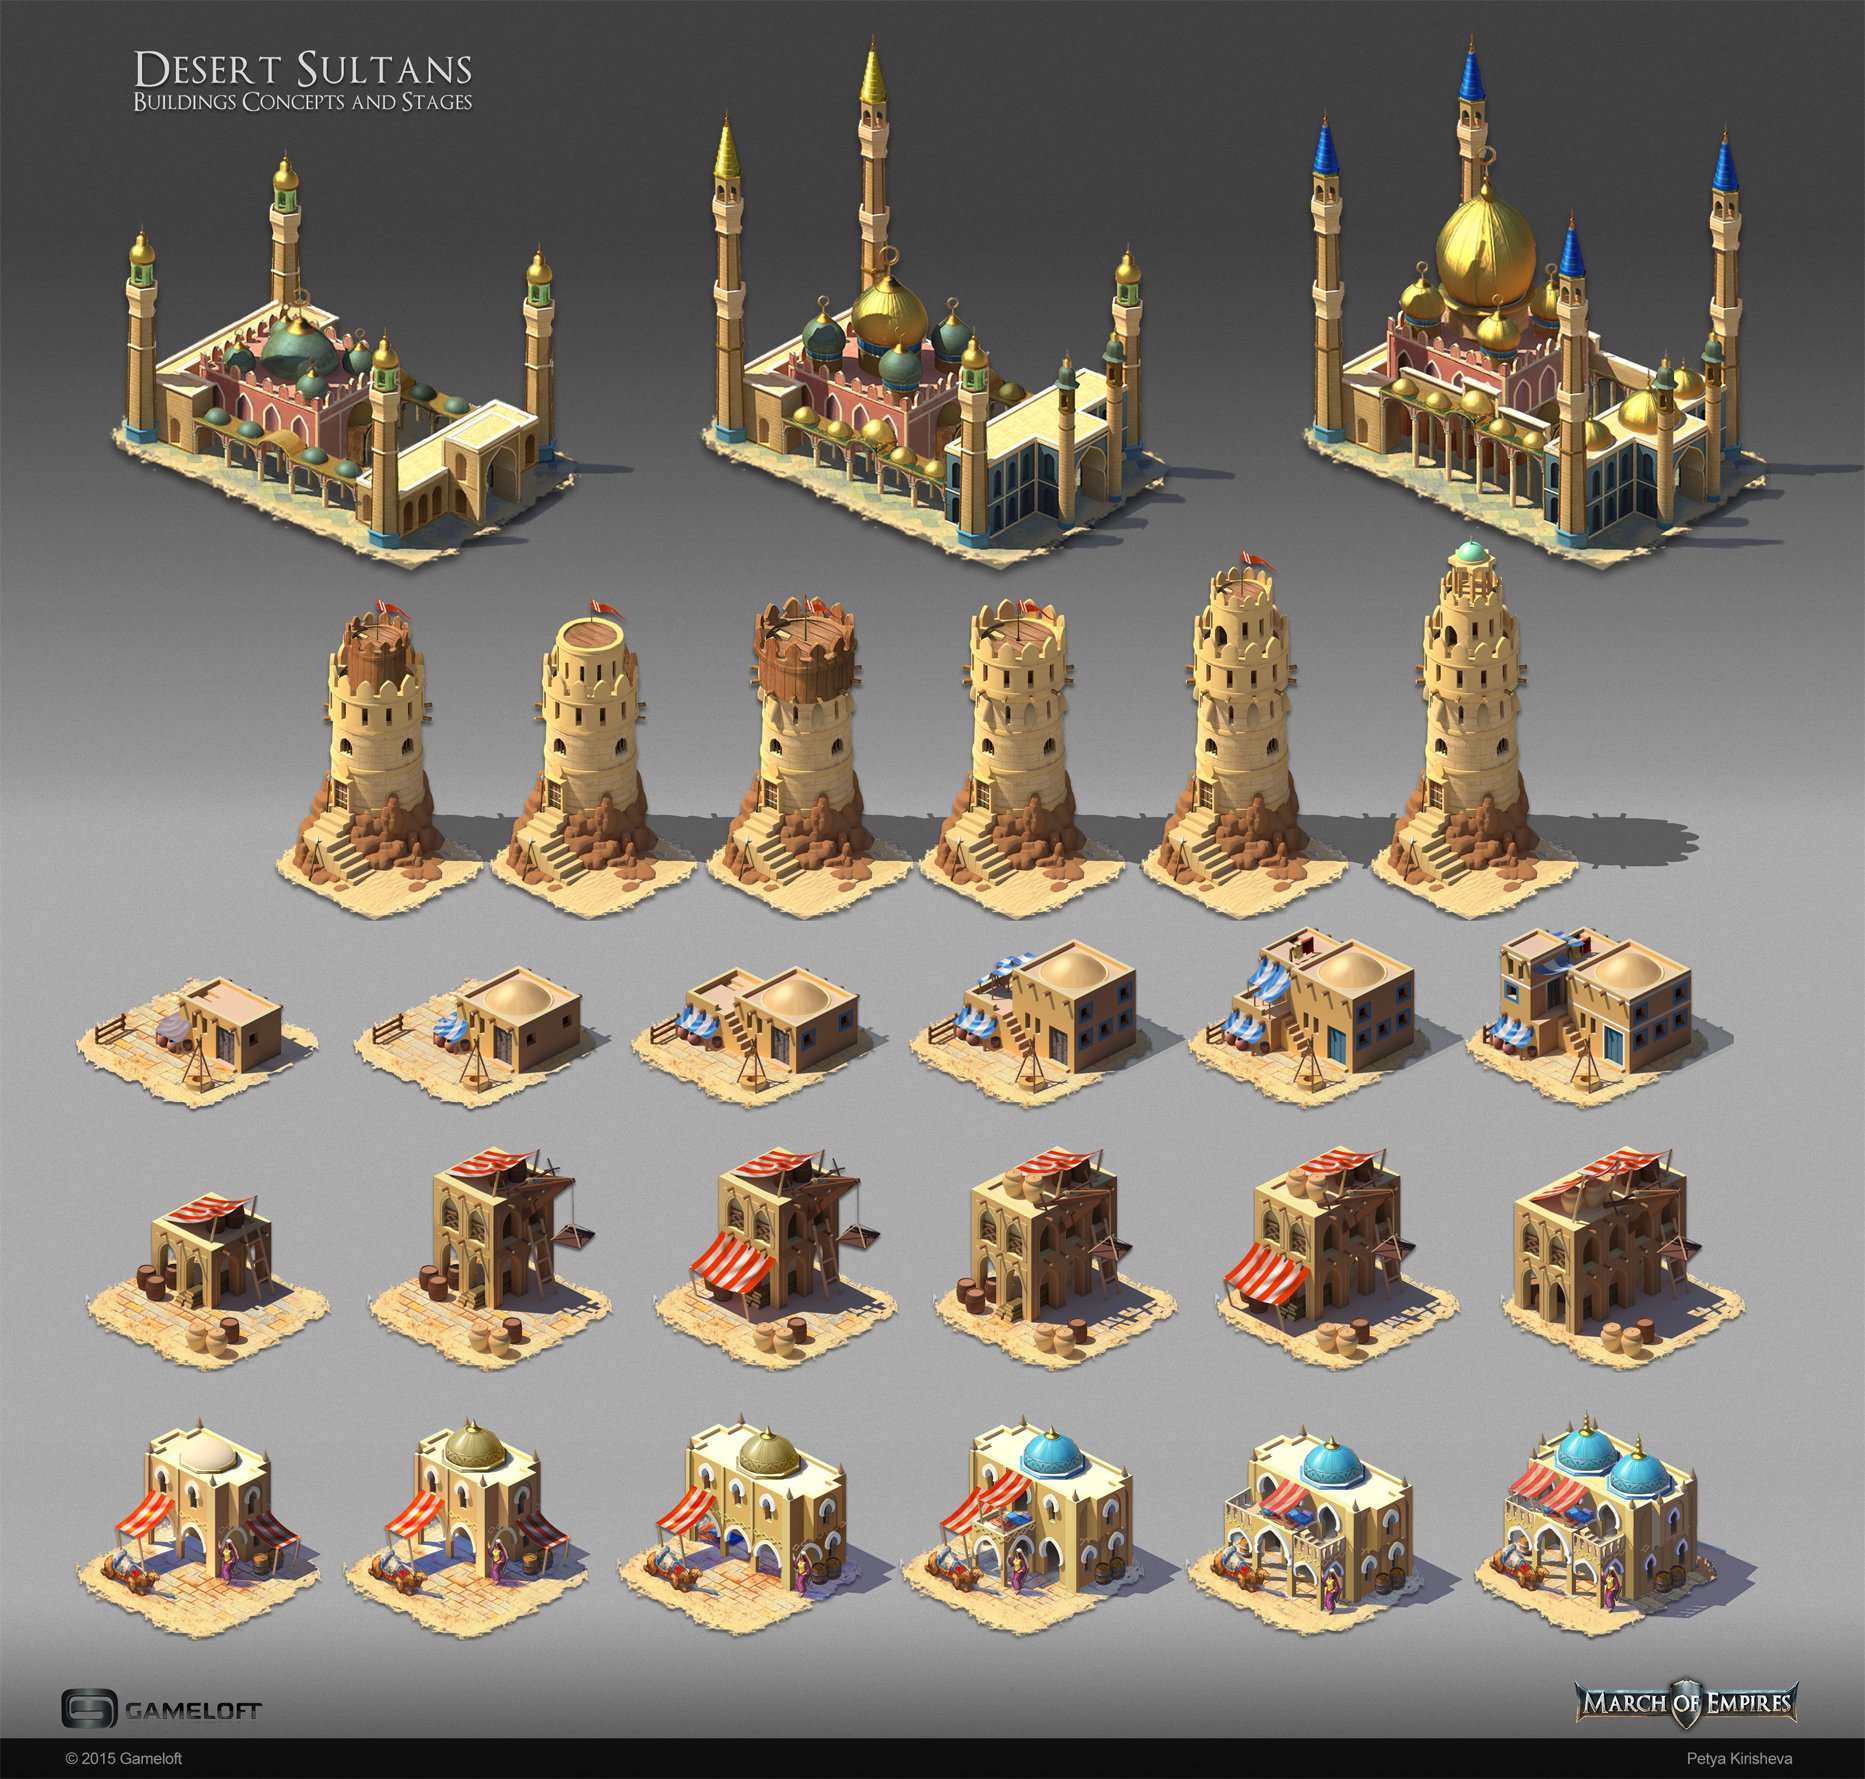 Desert Sultans
Buildings Concepts and Stages
GAMELOFT
March of Empires
© 2015 Gameloft
Petya Kirisheva